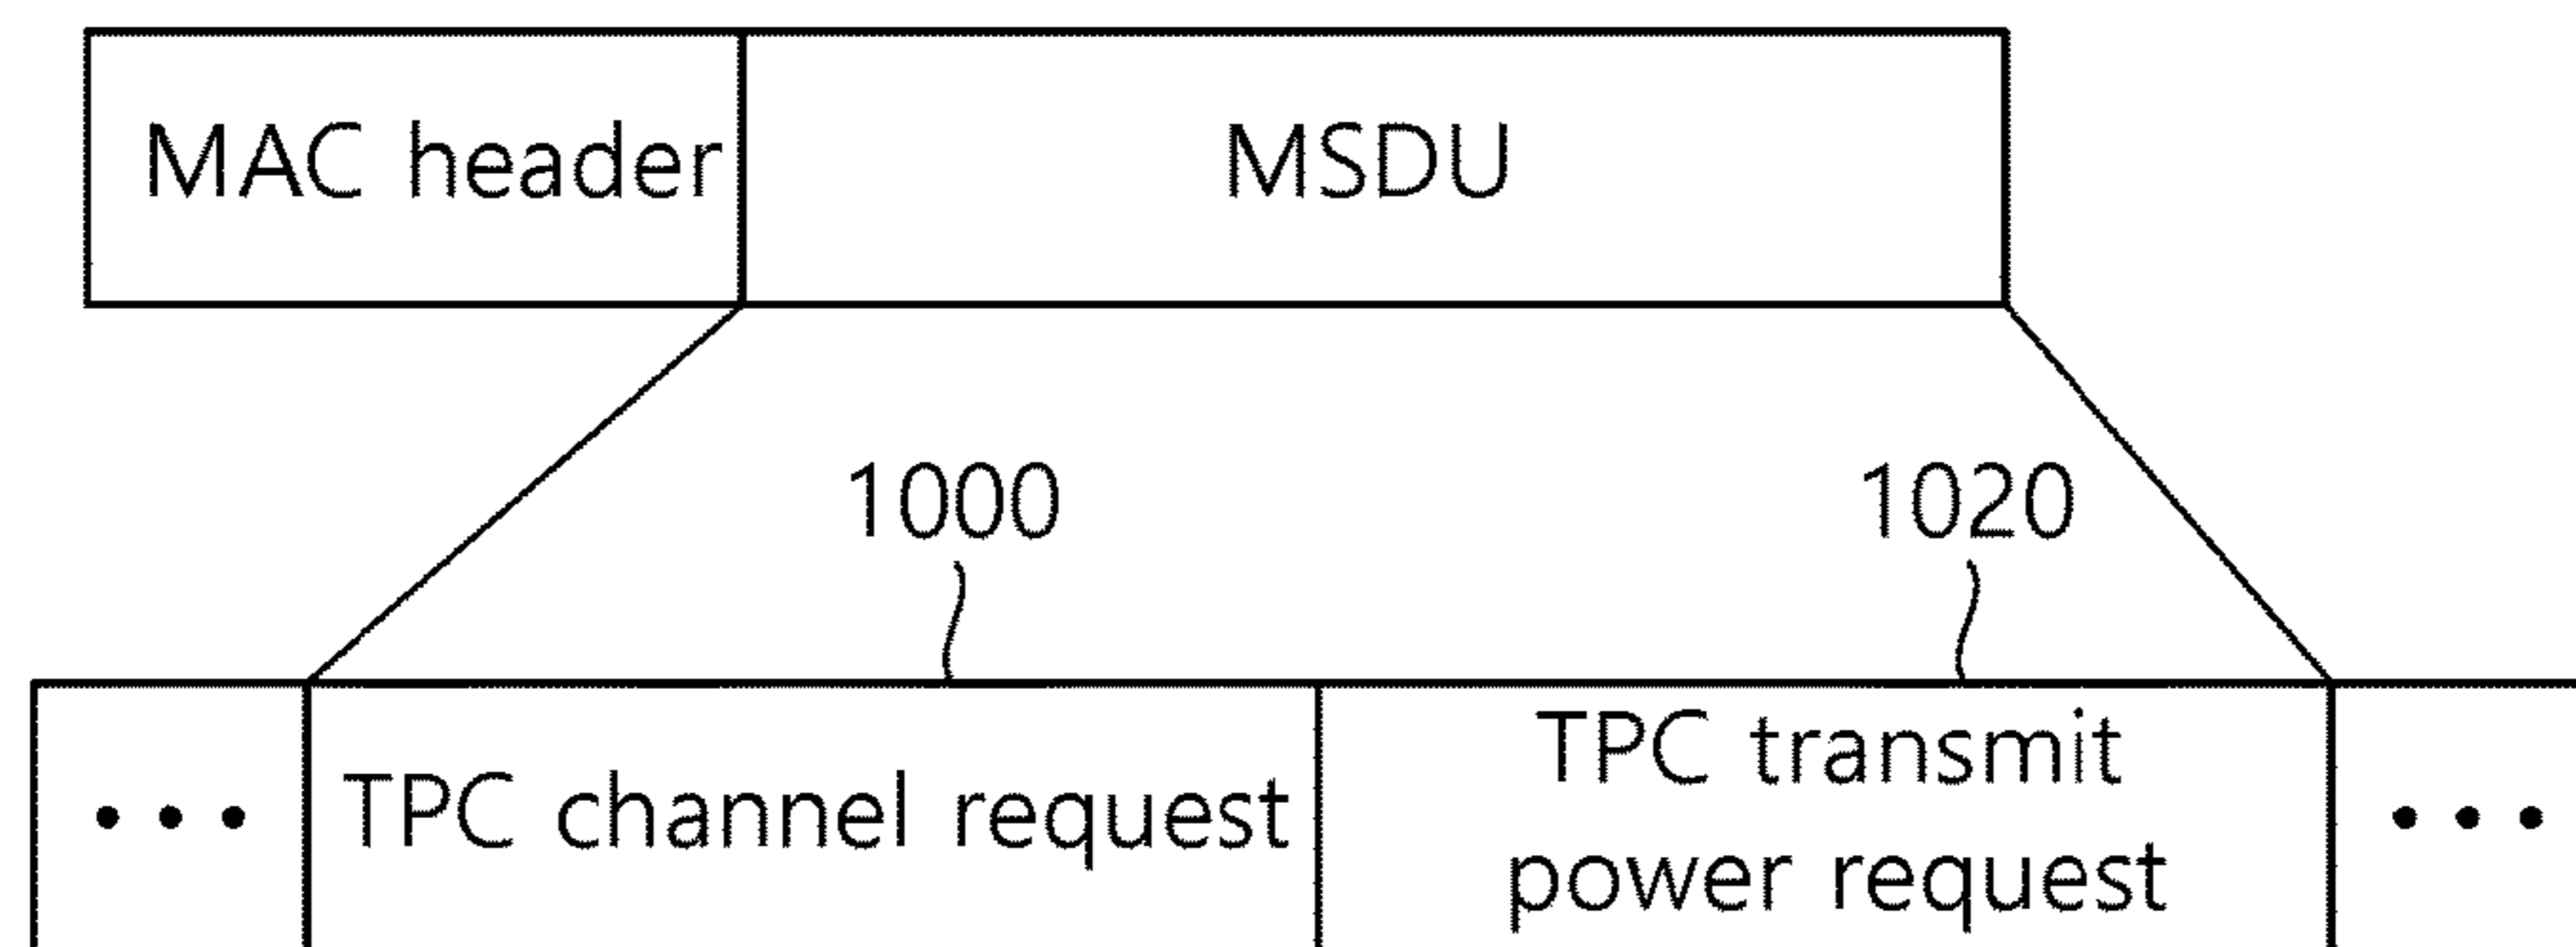 MAC header
MSDU
1000
1020
• • •
TPC channel request
TPC transmit
power request
• • •